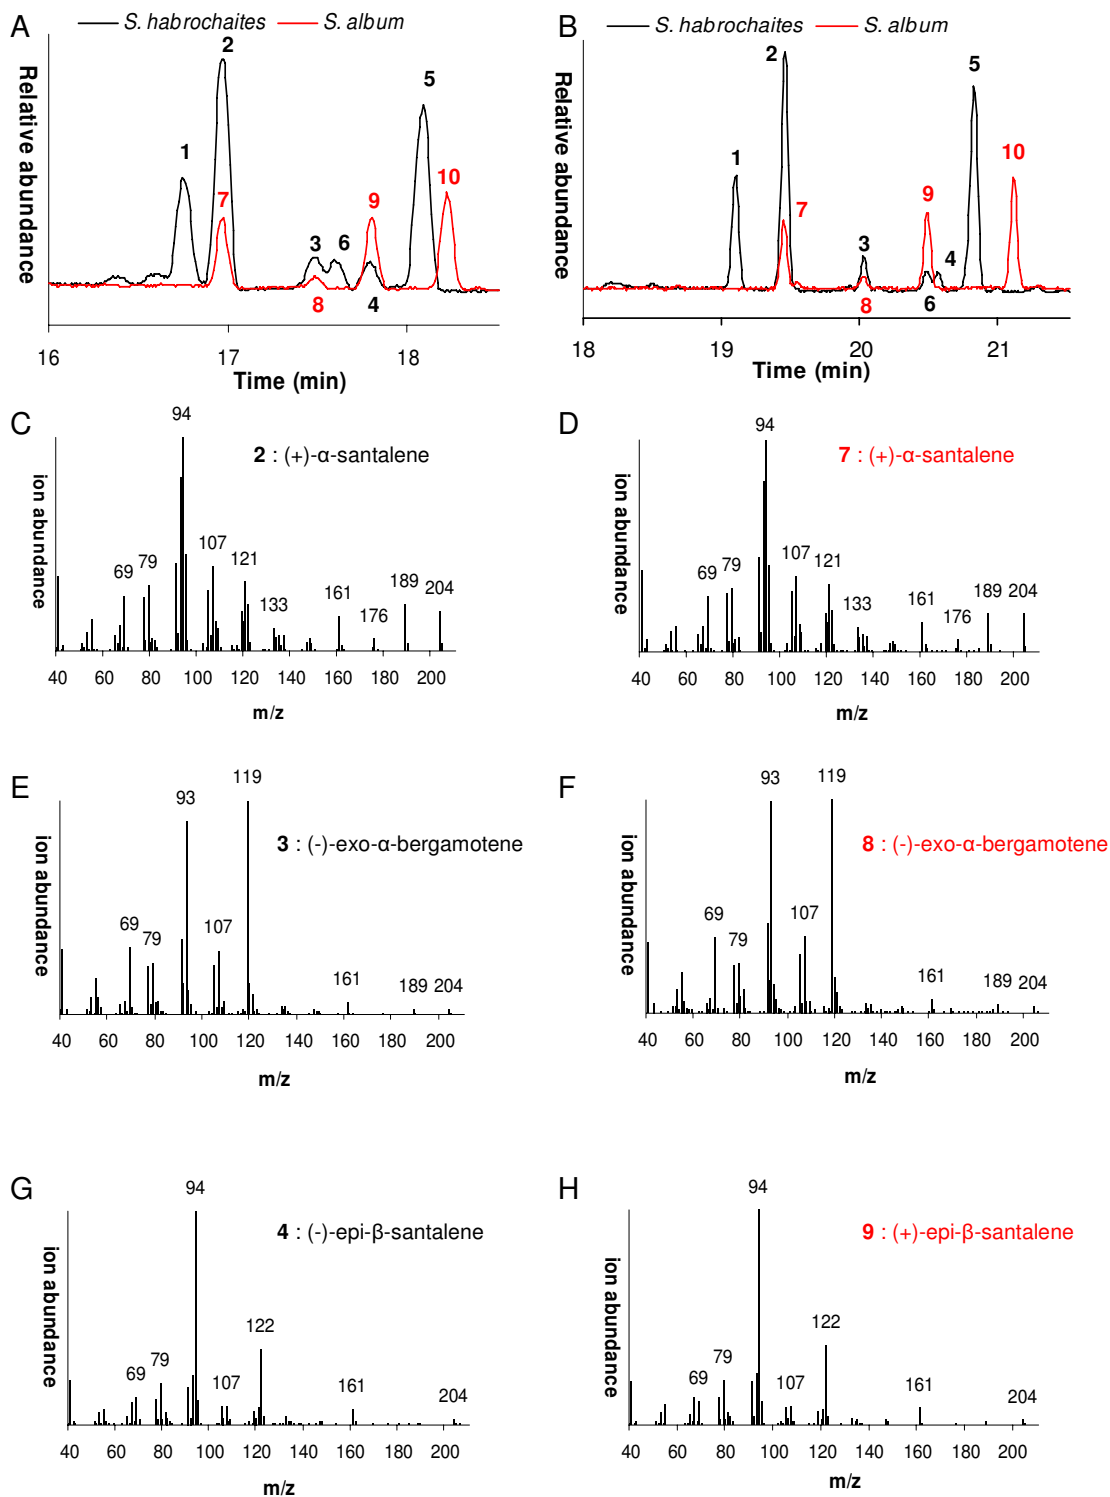 A
S. habrochaites S. album
Relative abundance
1
2
3
4
5
6
7
8
9
10
16 17 18
Time (min)
B
S. habrochaites S. album
Relative abundance
1
2
3
4
5
6
7
8
9
10
18 19 20 21
Time (min)
C
94
2 : (+)-α-santalene
ion abundance
69 79 107 121 133 161 176 189 204
40 60 80 100 120 140 160 180 200
m/z
D
94
7 : (+)-α-santalene
ion abundance
69 79 107 121 133 161 176 189 204
40 60 80 100 120 140 160 180 200
m/z
E
119
93
3 : (-)-exo-α-bergamotene
ion abundance
69 79 107 161 189 204
40 60 80 100 120 140 160 180 200
m/z
F
93 119
8 : (-)-exo-α-bergamotene
ion abundance
69 79 107 161 189 204
40 60 80 100 120 140 160 180 200
m/z
G
94
4 : (-)-epi-β-santalene
ion abundance
69 79 107 122 161 204
40 60 80 100 120 140 160 180 200
m/z
H
94
9 : (+)-epi-β-santalene
ion abundance
69 79 107 122 161 204
40 60 80 100 120 140 160 180 200
m/z